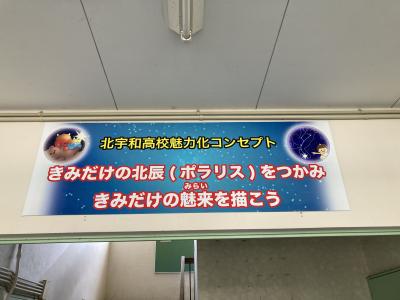 北宇和高校魅力化コンセプト
きみだけの北辰(ポラリス)をつかみ
みらい
きみだけの魅来を描こう